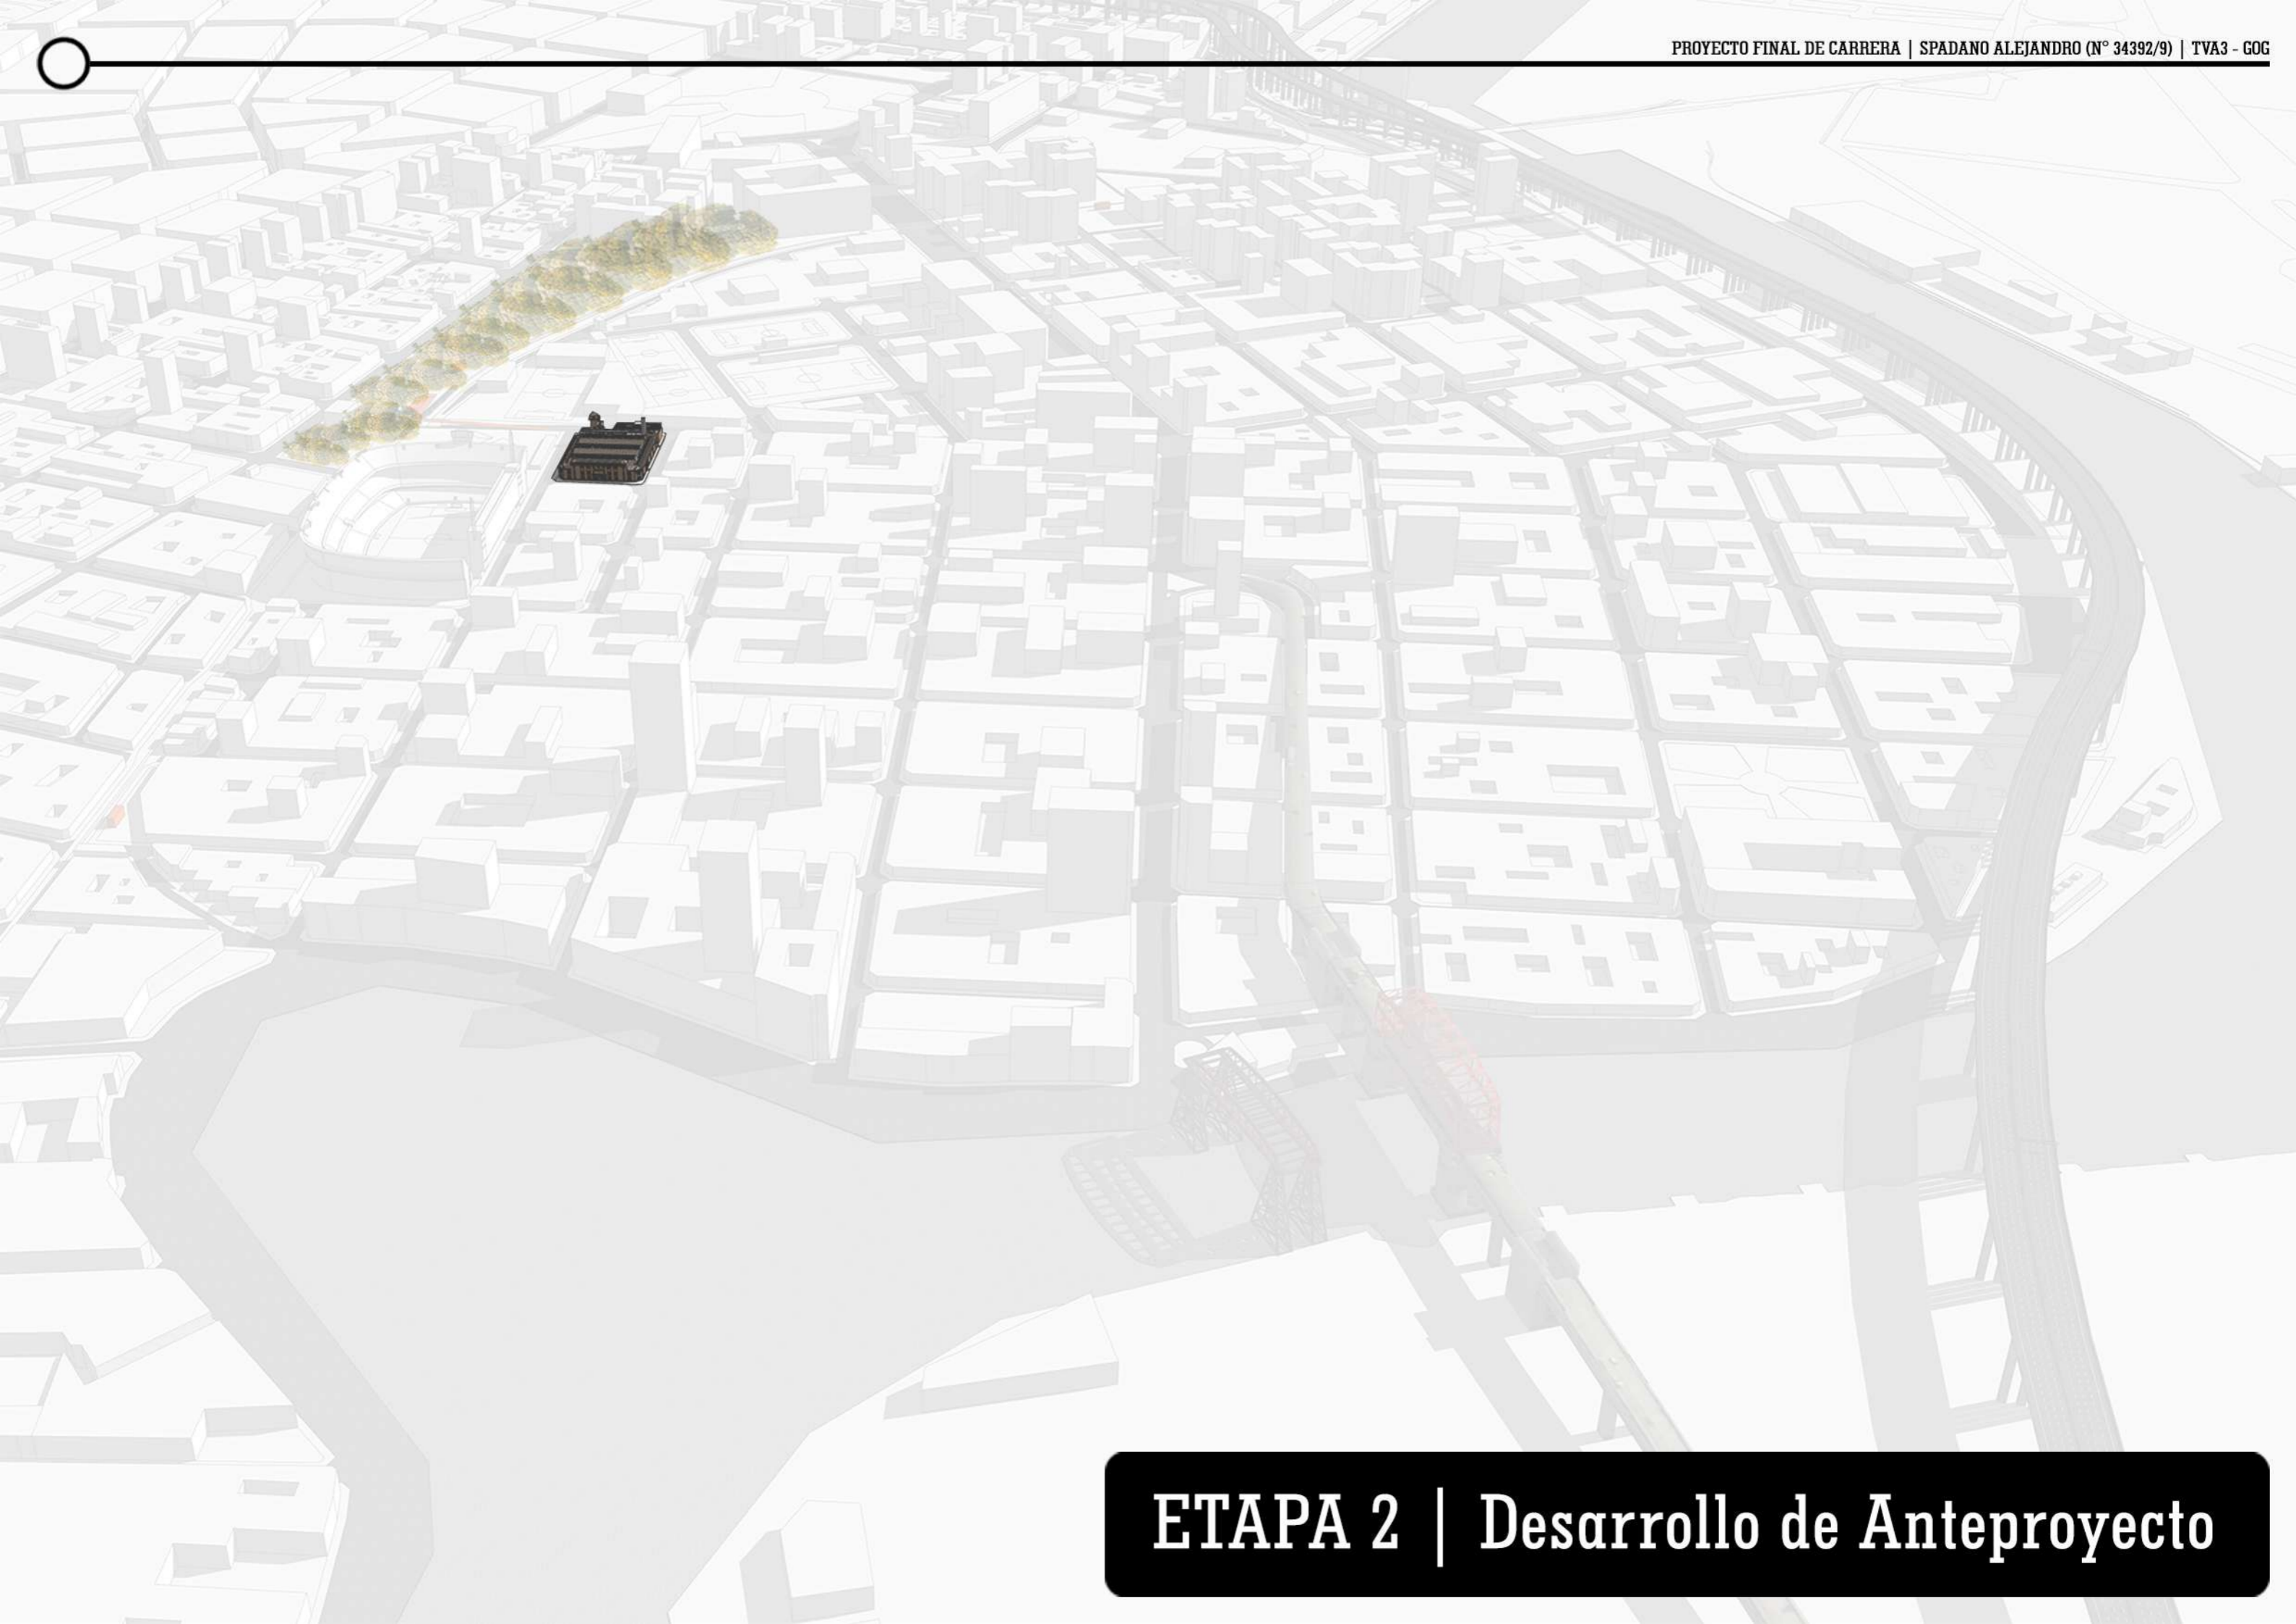 PROYECTO FINAL DE CARRERA | SPADANO ALEJANDRO (N° 34392/9) | TVA3 - GOG
ETAPA 2 | Desarrollo de Anteproyecto